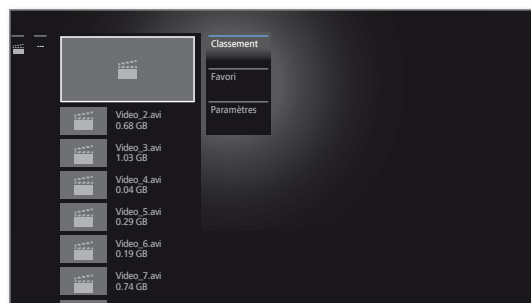 ...
Video_2.avi
0.68 GB
Video_3.avi
1.03 GB
Video_4.avi
0.04 GB
Video_5.avi
0.29 GB
Video_6.avi
0.19 GB
Video_7.avi
0.74 GB
Classement
Favori
Paramètres